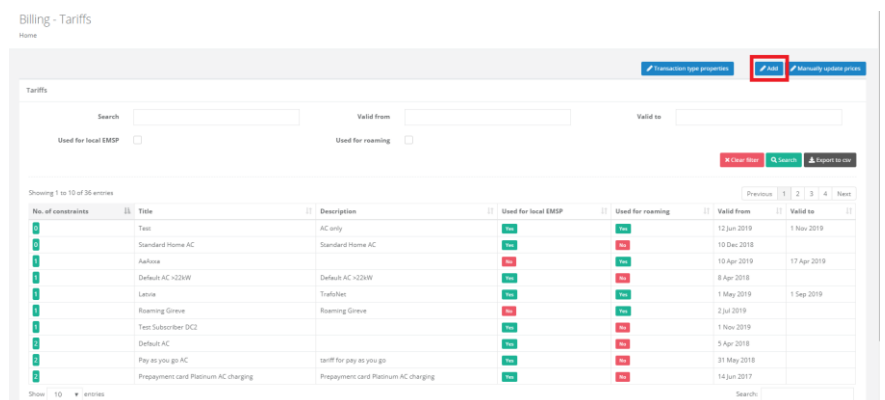 Billing - Tariffs
Home
Transaction type properties Add Manually update prices
Tariffs
Search Valid from Valid to
Used for local EMSP Used for roaming
Clear filter Search Export to csv
Showing 1 to 10 of 36 entries Previous 1 2 3 4 Next
No. of constraints Title Description Used for local EMSP Used for roaming Valid from Valid to
0 Test AC only Yes Yes 12 Jun 2019 1 Nov 2019
0 Standard Home AC Standard Home AC Yes No 10 Dec 2018
1 AaAxxa No Yes 10 Apr 2019 17 Apr 2019
1 Default AC >22kW Default AC >22kW Yes No 8 Apr 2018
1 Latvia TrafoNet Yes Yes 1 May 2019 1 Sep 2019
1 Roaming Gireve Roaming Gireve No Yes 2 Jul 2019
1 Test Subscriber DC2 Yes No 1 Nov 2019
2 Default AC Yes No 5 Apr 2018
2 Pay as you go AC tariff for pay as you go Yes No 31 May 2018
2 Prepayment card Platinum AC charging Prepayment card Platinum AC charging Yes No 14 Jun 2017
Show 10 entries Search: